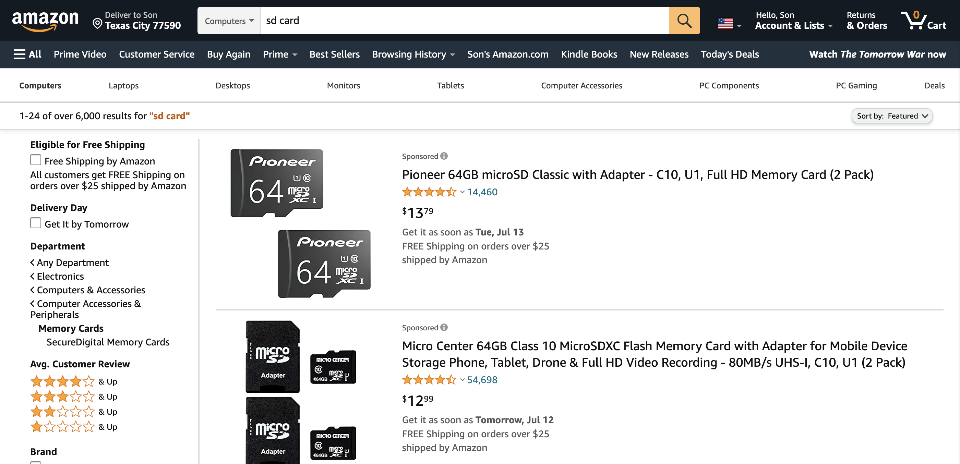 amazon
Deliver to Son
Texas City 77590
Computers
sd card
Hello, Son
Account & Lists
Returns
& Orders
0
Cart
All
Prime Video
Customer Service
Buy Again
Prime
Best Sellers
Browsing History
Son's Amazon.com
Kindle Books
New Releases
Today's Deals
Watch The Tomorrow War now
Computers
Laptops
Desktops
Monitors
Tablets
Computer Accessories
PC Components
PC Gaming
Deals
1-24 of over 6,000 results for "sd card"
Sort by: Featured
Eligible for Free Shipping
Free Shipping by Amazon
All customers get FREE Shipping on
orders over $25 shipped by Amazon
Delivery Day
Get It by Tomorrow
Department
Any Department
Electronics
Computers & Accessories
Computer Accessories &
Peripherals
Memory Cards
SecureDigital Memory Cards
Avg. Customer Review
& Up
& Up
& Up
& Up
Brand
Pioneer
64
micro
SD
XC I
Pioneer
64
micro
SD
XC I
Sponsored
Pioneer 64GB microSD Classic with Adapter - C10, U1, Full HD Memory Card (2 Pack)
14,460
$1379
Get it as soon as Tue, Jul 13
FREE Shipping on orders over $25
shipped by Amazon
micro
SD
Adapter
MICRO CENTER
64GB
micro
SD
Adapter
MICRO CENTER
64GB
Sponsored
Micro Center 64GB Class 10 MicroSDXC Flash Memory Card with Adapter for Mobile Device
Storage Phone, Tablet, Drone & Full HD Video Recording - 80MB/s UHS-I, C10, U1 (2 Pack)
54,698
$1299
Get it as soon as Tomorrow, Jul 12
FREE Shipping on orders over $25
shipped by Amazon